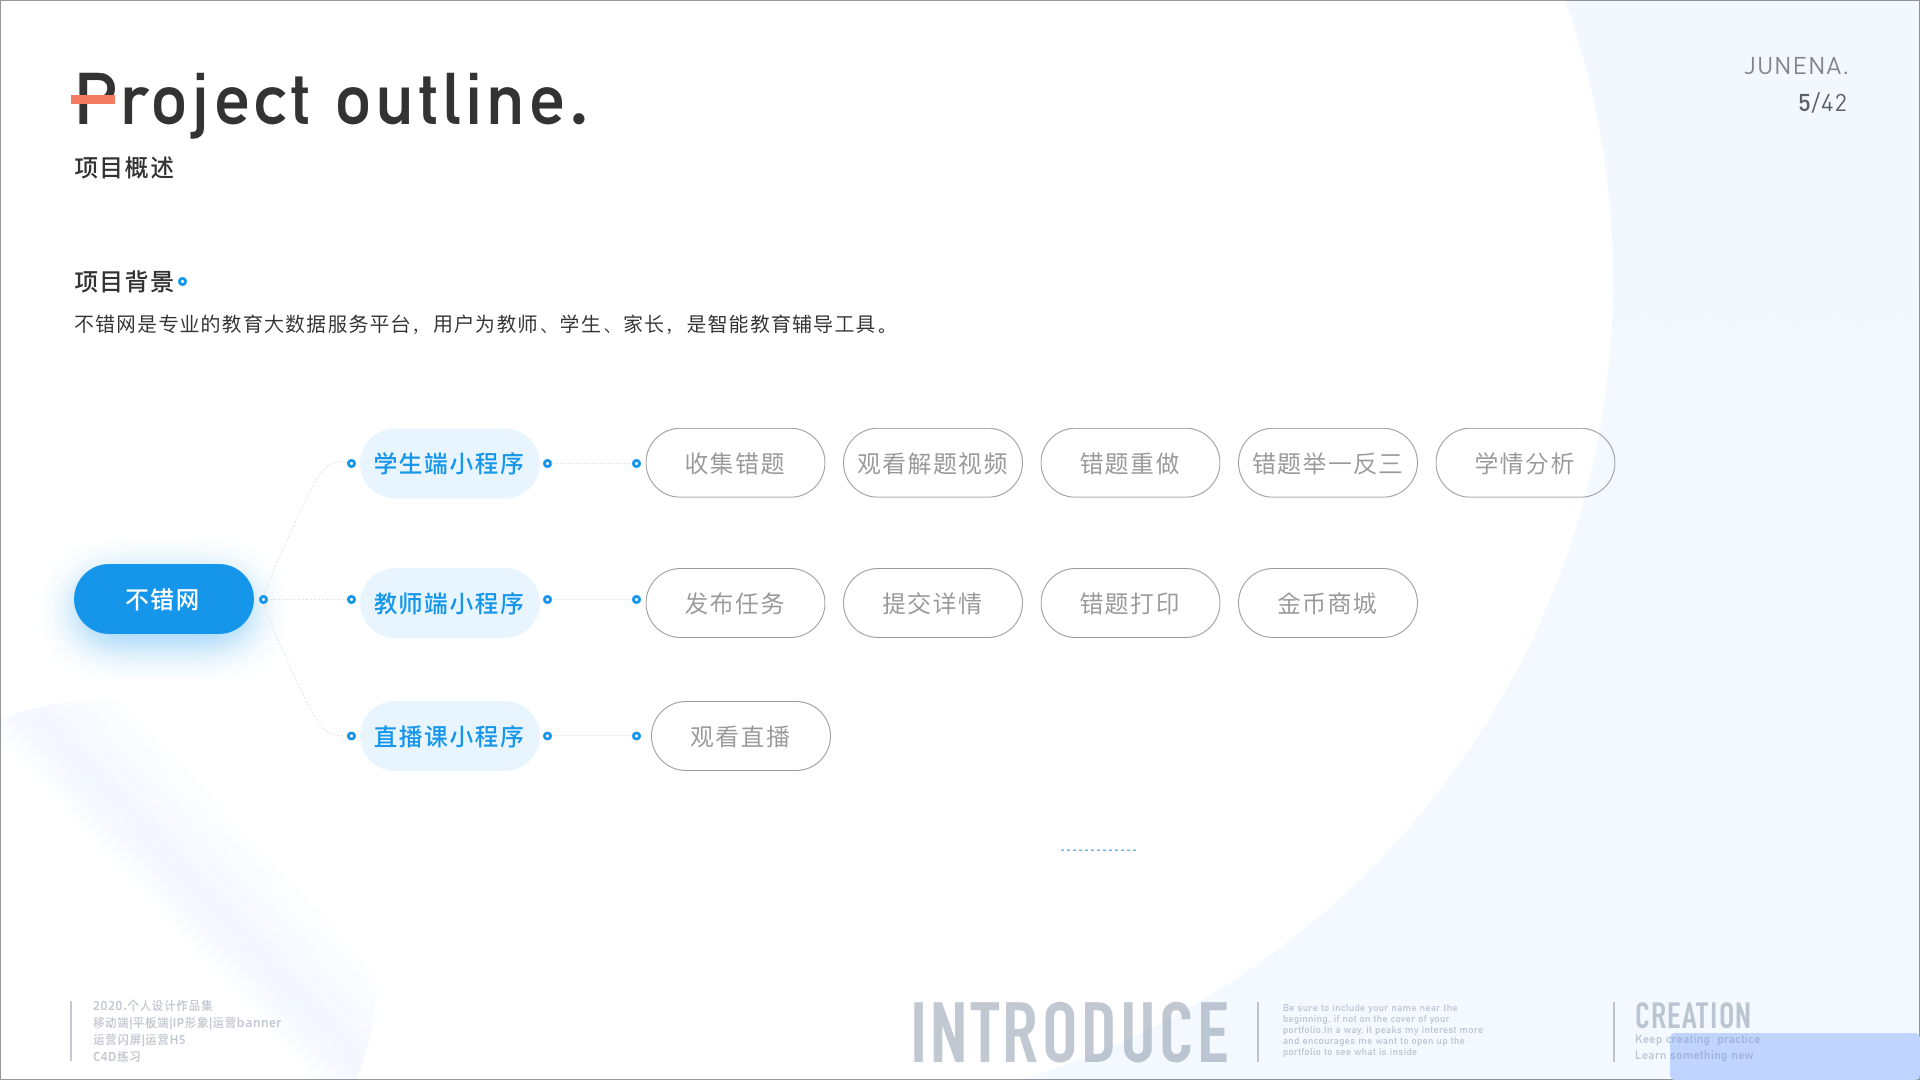 Project outline.
JUNENA.
5/42
项目概述
项目背景
不错网是专业的教育大数据服务平台，用户为教师、学生、家长，是智能教育辅导工具。
学生端小程序
收集错题
观看解题视频
错题重做
错题举一反三
学情分析
不错网
教师端小程序
发布任务
提交详情
错题打印
金币商城
直播课小程序
观看直播
2020.个人设计作品集
移动端|平板端|IP形象|运营banner
运营闪屏|运营H5
C4D练习
INTRODUCE
Be sure to include your name near the
beginning. if not on the cover of your
portfolio.In a way. it peaks my interest more
and encourages me want to open up the
portfolio to see what is inside
CREATION
Keep creating  practice
Learn something new